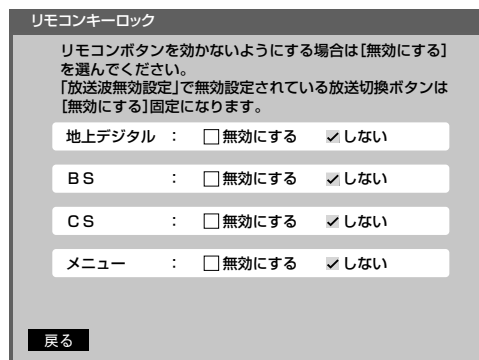 リモコンキーロック
リモコンボタンを効かないようにする場合は[無効にする]
を選んでください。
「放送波無効設定」で無効設定されている放送切換ボタンは
[無効にする]固定になります。
地上デジタル : 無効にする しない
BS : 無効にする しない
CS : 無効にする しない
メニュー : 無効にする しない
戻る